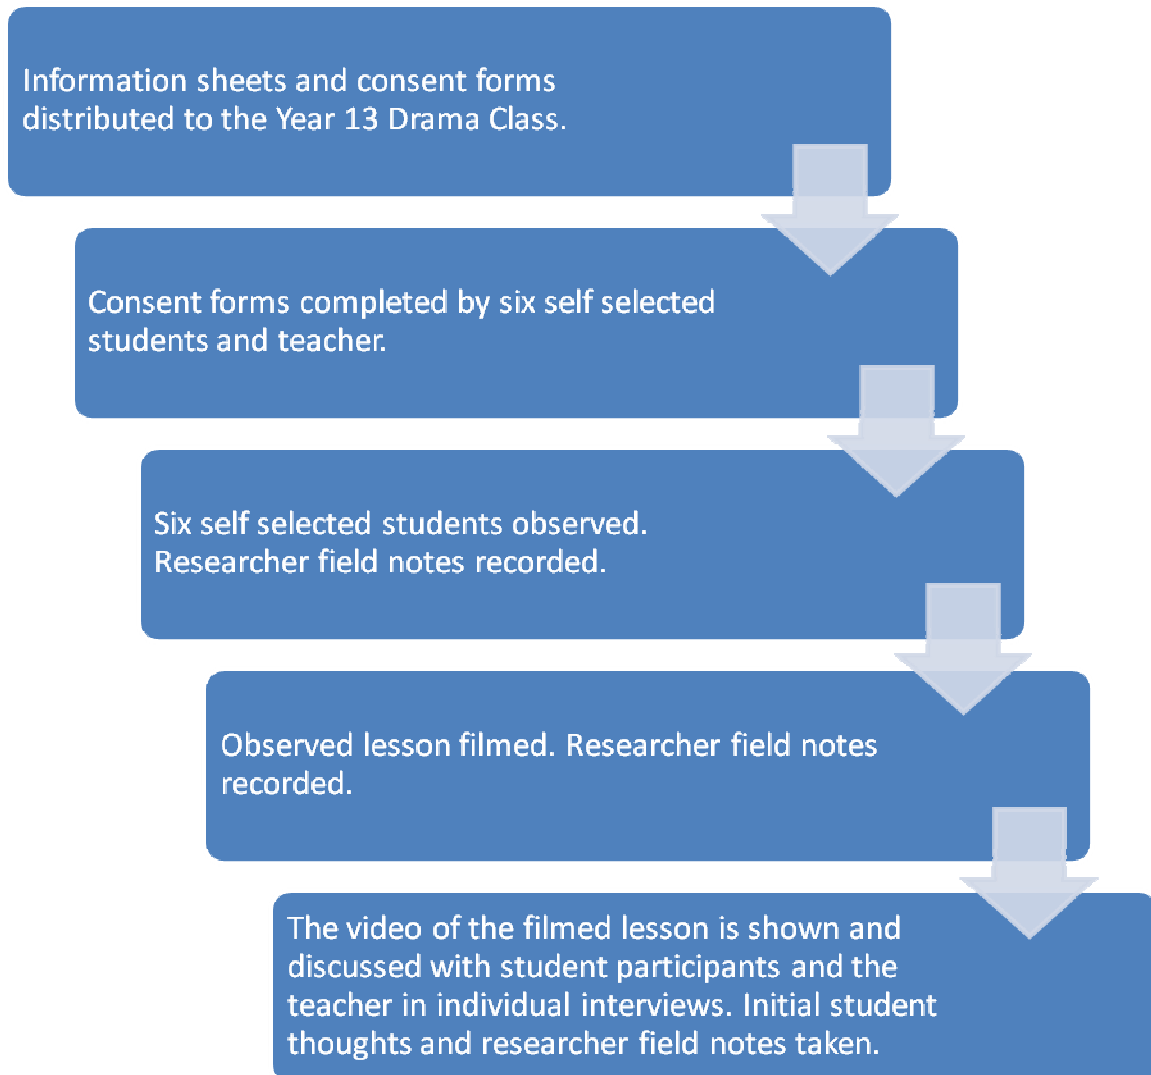 Information sheets and consent forms
distributed to the Year 13 Drama Class.
Consent forms completed by six self selected
students and teacher.
Six self selected students observed.
Researcher field notes recorded.
Observed lesson filmed. Researcher field notes
recorded.
The video of the filmed lesson is shown and
discussed with student participants and the
teacher in individual interviews. Initial student
thoughts and researcher field notes taken.